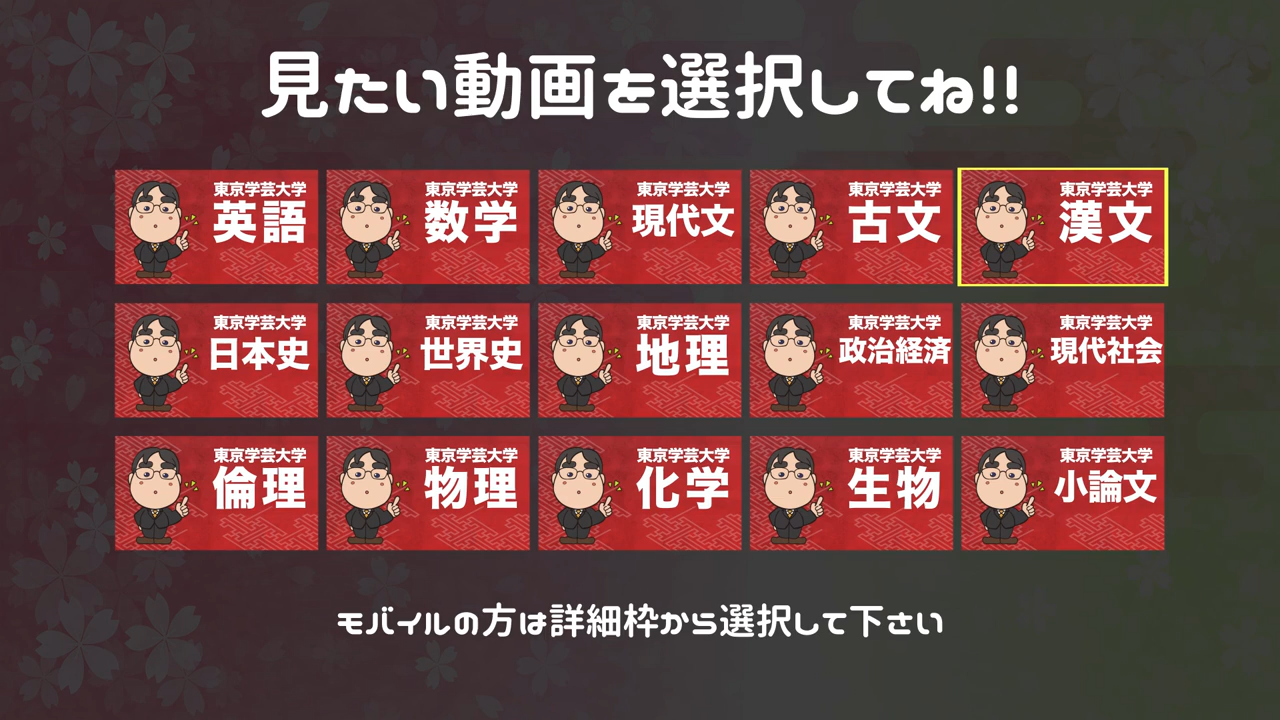 見たい動画を選択してね!!
東京学芸大学
英語
東京学芸大学
数学
東京学芸大学
現代文
東京学芸大学
古文
東京学芸大学
漢文
東京学芸大学
日本史
東京学芸大学
世界史
東京学芸大学
地理
東京学芸大学
政治経済
東京学芸大学
現代社会
東京学芸大学
倫理
東京学芸大学
物理
東京学芸大学
化学
東京学芸大学
生物
東京学芸大学
小論文
モバイルの方は詳細枠から選択して下さい